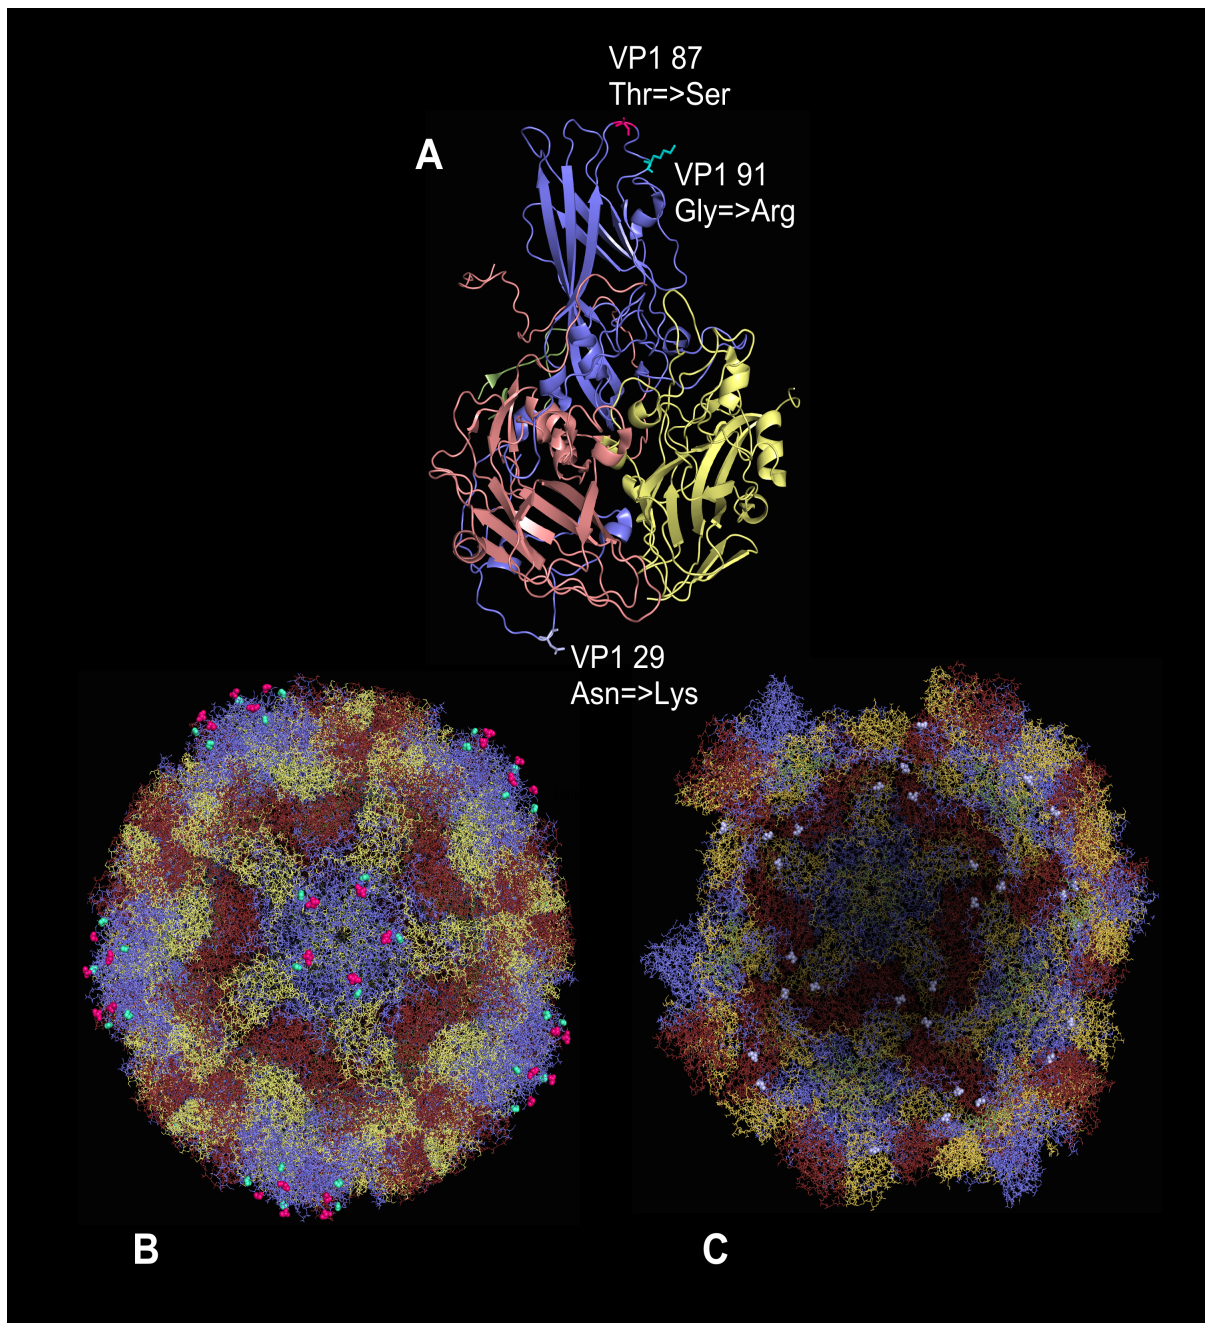 VP1 87
Thr=>Ser
A
VP1 91
Gly=>Arg
VP1 29
Asn=>Lys
B
C